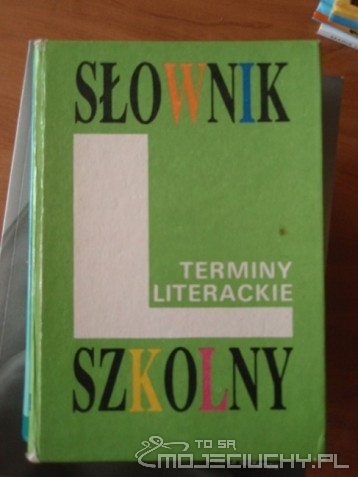 SŁOWNIK
L
TERMINY
LITERACKIE
SZKOLNY
TO SĄ
MOJECIUCHY.PL